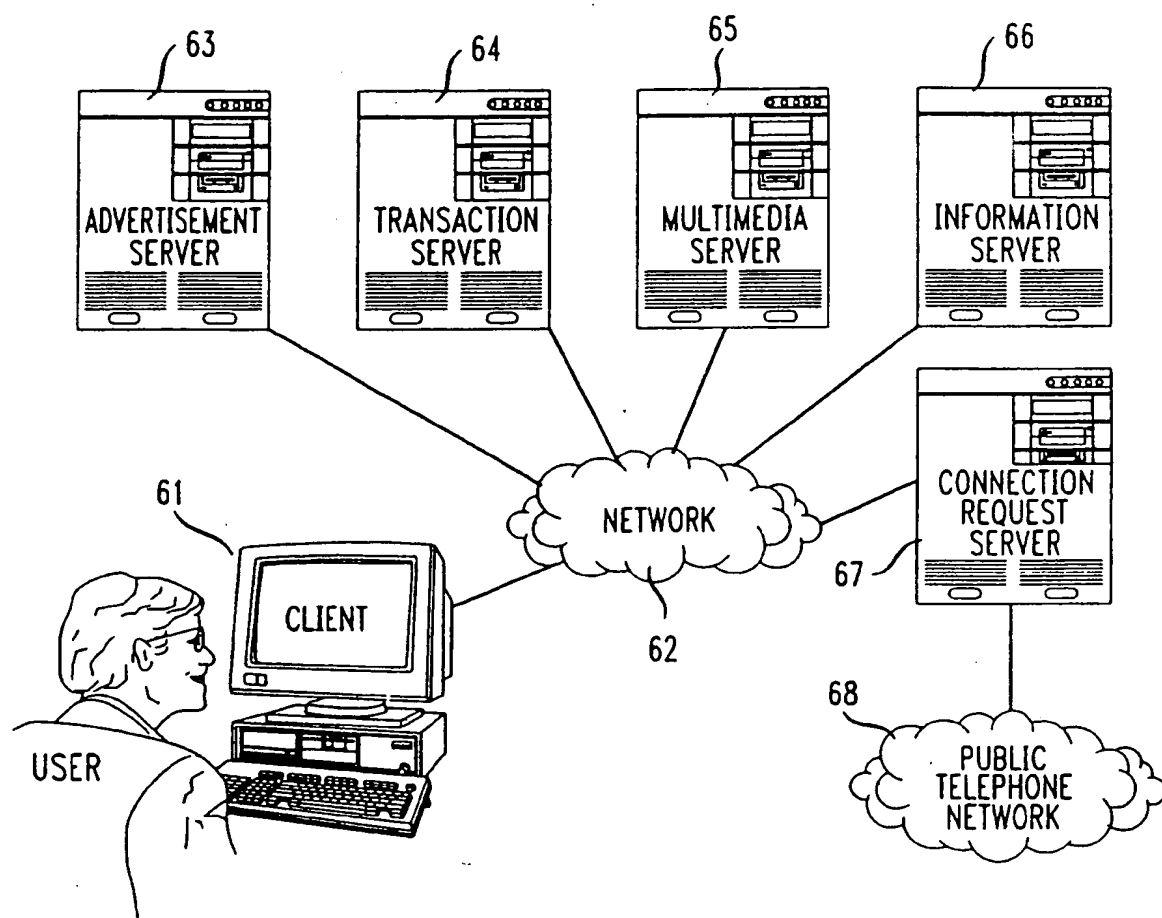 63
64
65
66
ADVERTISEMENT
SERVER
TRANSACTION
SERVER
MULTIMEDIA
SERVER
INFORMATION
SERVER
61
NETWORK
62
CONNECTION
REQUEST
SERVER
67
CLIENT
USER
68
PUBLIC
TELEPHONE
NETWORK